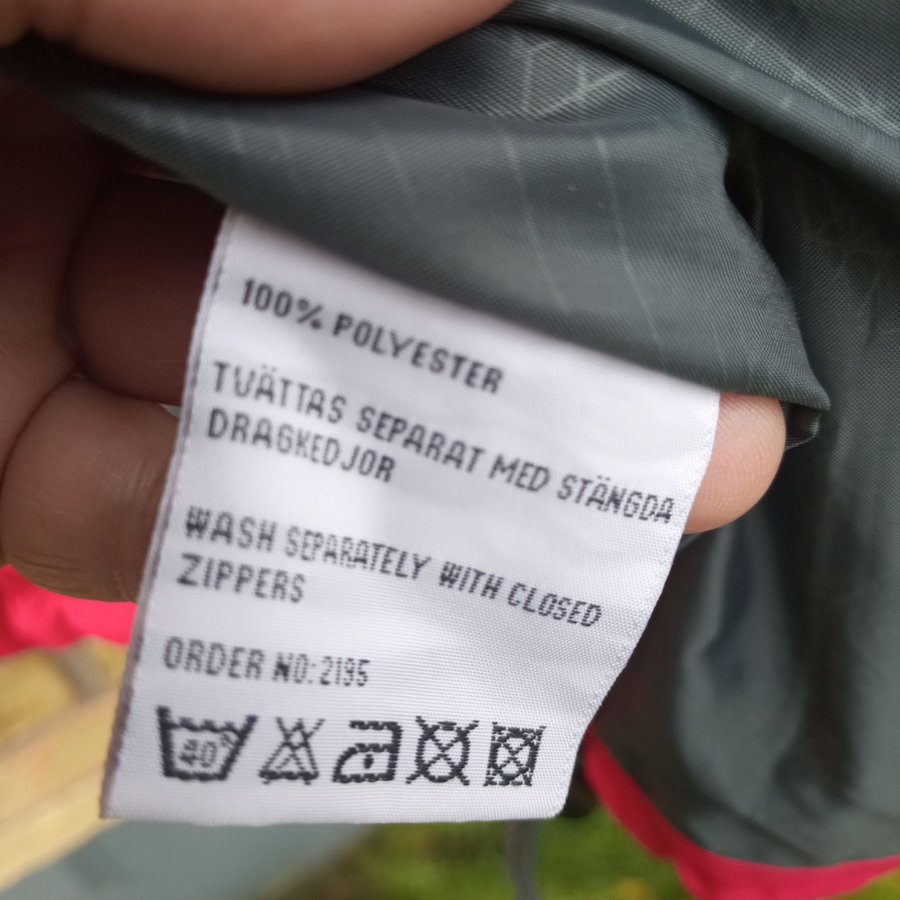 100% POLYESTER
TVÄTTAS SEPARAT MED STÄNGDA
DRAGKEDJOR
WASH SEPARATELY WITH CLOSED
ZIPPERS
ORDER NO: 2195
40°